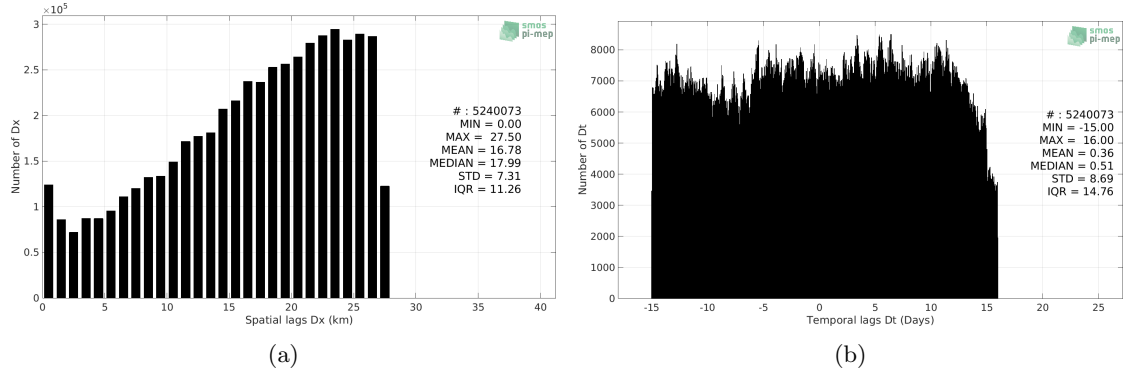 ×10⁵
3
2.5
2
1.5
1
0.5
0
Number of Dx
0 5 10 15 20 25 30 35 40
Spatial lags Dx (km)
smos
pi-mep
# : 5240073
MIN = 0.00
MAX = 27.50
MEAN = 16.78
MEDIAN = 17.99
STD = 7.31
IQR = 11.26
(a)
8000
7000
6000
5000
4000
3000
2000
1000
0
Number of Dt
-15 -10 -5 0 5 10 15 20 25
Temporal lags Dt (Days)
smos
pi-mep
# : 5240073
MIN = -15.00
MAX = 16.00
MEAN = 0.36
MEDIAN = 0.51
STD = 8.69
IQR = 14.76
(b)